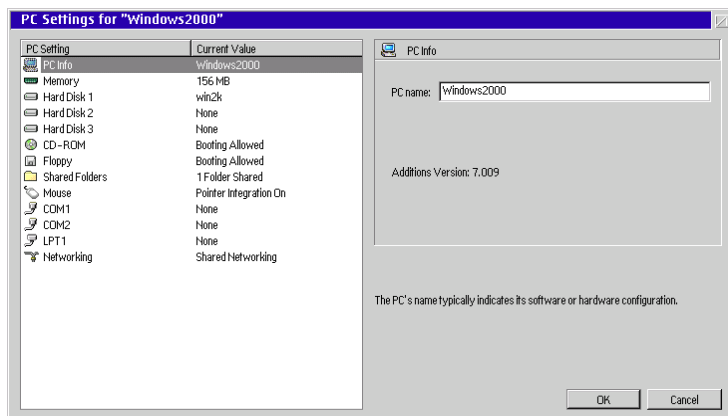 PC Settings for "Windows2000"
PC Setting Current Value
PC Info Windows2000
Memory 156 MB
Hard Disk 1 win2k
Hard Disk 2 None
Hard Disk 3 None
CD-ROM Booting Allowed
Floppy Booting Allowed
Shared Folders 1 Folder Shared
Mouse Pointer Integration On
COM1 None
COM2 None
LPT1 None
Networking Shared Networking
PC Info
PC name: Windows2000
Additions Version: 7.009
The PC's name typically indicates its software or hardware configuration.
OK Cancel